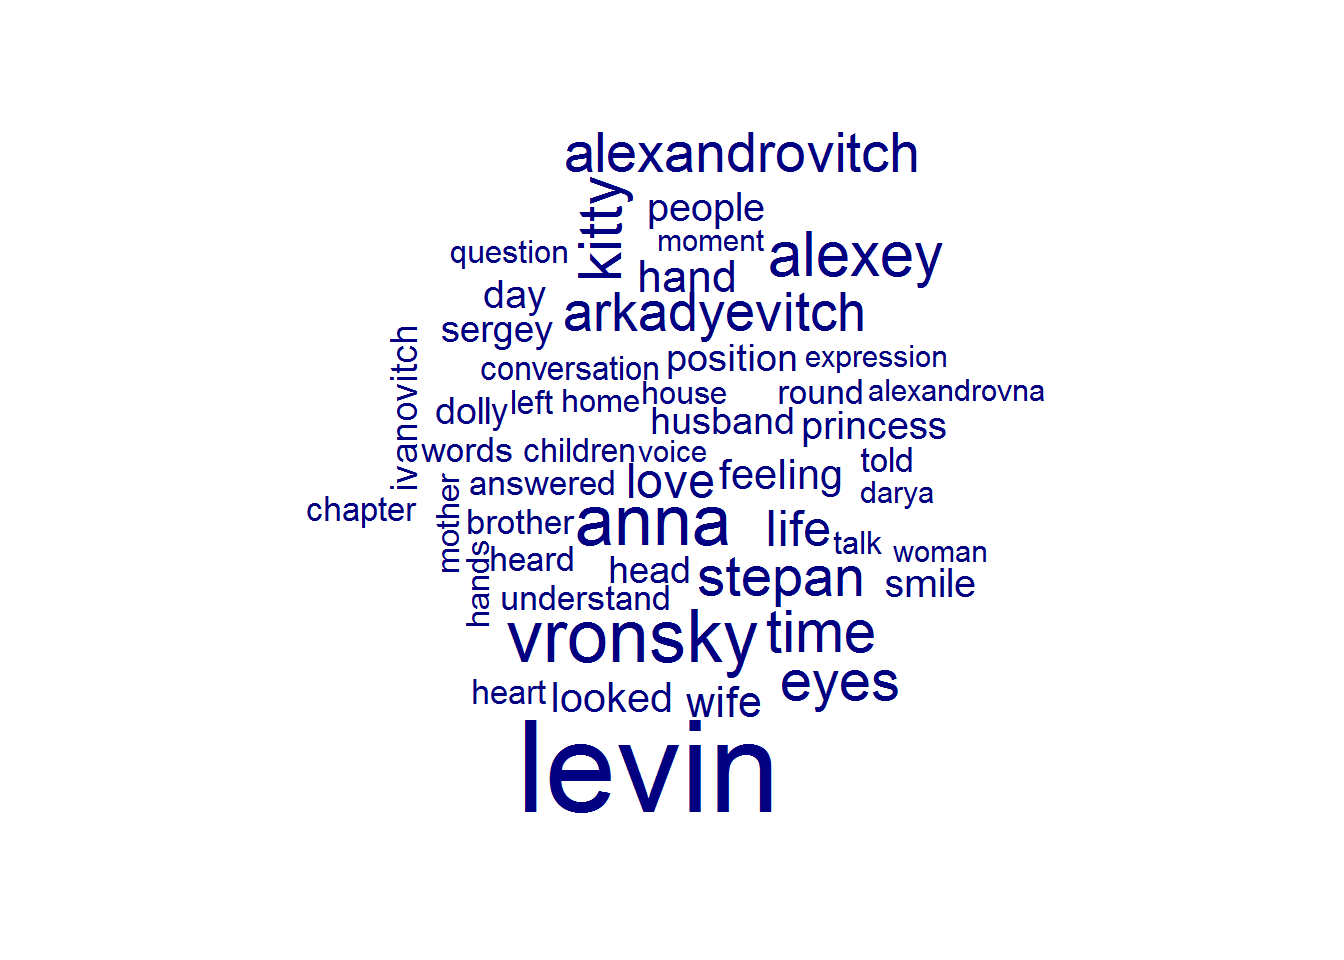 alexandrovitch
kitty
people
question
moment
alexey
hand
day
arkadyevitch
sergey
ivanovitch
conversation
position
expression
dolly
left
home
house
round
alexandrovna
husband
princess
words
children
voice
told
love
feeling
answered
darya
chapter
mother
brother
anna
life
talk
woman
hands
heard
head
stepan
smile
understand
vronsky
time
heart
looked
wife
eyes
levin